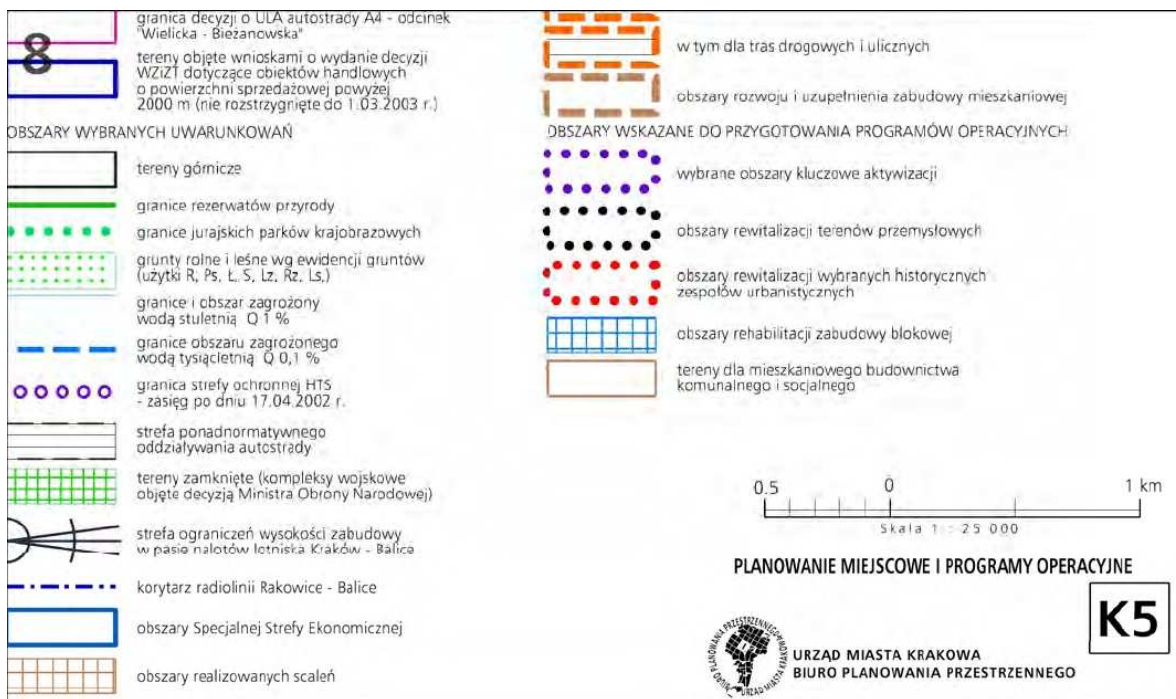 granica decyzji o ULA autostrady A4 - odcinek
"Wielicka - Bieżanowska"
8
tereny objęte wnioskami o wydanie decyzji
WZiZT dotyczące obiektów handlowych
o powierzchni sprzedażowej powyżej
2000 m (nie rozstrzygnięte do 1.03.2003 r.)
OBSZARY WYBRANYCH UWARUNKOWAŃ
tereny górnicze
granice rezerwatów przyrody
granice jurajskich parków krajobrazowych
grunty rolne i leśne wg ewidencji gruntów
(użytki R, Ps, Ł, S, Lz, Rz, Ls,)
granice i obszar zagrożony
wodą stuletnią Q 1 %
granice obszaru zagrożonego
wodą tysiącletnią Q 0,1 %
granica strefy ochronnej HTS
- zasięg po dniu 17.04.2002 r.
strefa ponadnormatywnego
oddziaływania autostrady
tereny zamknięte (kompleksy wojskowe
objęte decyzją Ministra Obrony Narodowej)
strefa ograniczeń wysokości zabudowy
w pasie nalotów lotniska Kraków - Balice
korytarz radiolinii Rakowice - Balice
obszary Specjalnej Strefy Ekonomicznej
obszary realizowanych scaleń
w tym dla tras drogowych i ulicznych
obszary rozwoju i uzupełnienia zabudowy mieszkaniowej
OBSZARY WSKAZANE DO PRZYGOTOWANIA PROGRAMÓW OPERACYJNYCH
wybrane obszary kluczowe aktywizacji
obszary rewitalizacji terenów przemysłowych
obszary rewitalizacji wybranych historycznych
zespołów urbanistycznych
obszary rehabilitacji zabudowy blokowej
tereny dla mieszkaniowego budownictwa
komunalnego i socjalnego
0.5 0 1 km
Skala 1 : 25 000
PLANOWANIE MIEJSCOWE I PROGRAMY OPERACYJNE
K5
BIURO PLANOWANIA PRZESTRZENNEGO URZĄD MIASTA KRAKOWA
URZĄD MIASTA KRAKOWA
BIURO PLANOWANIA PRZESTRZENNEGO